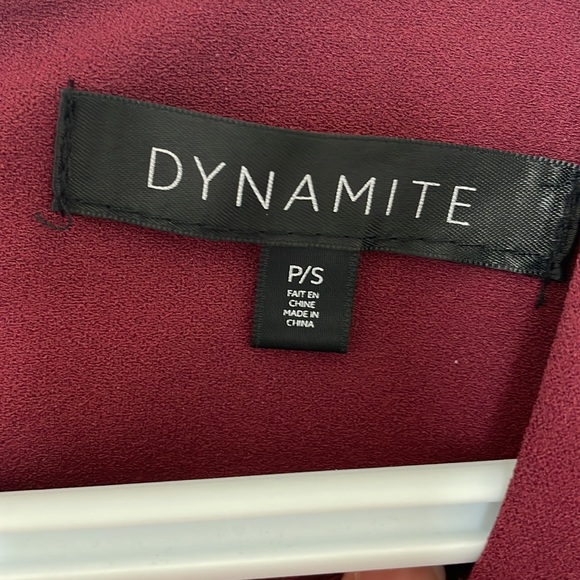 DYNAMITE
P/S
FAIT EN
CHINE
MADE IN
CHINA